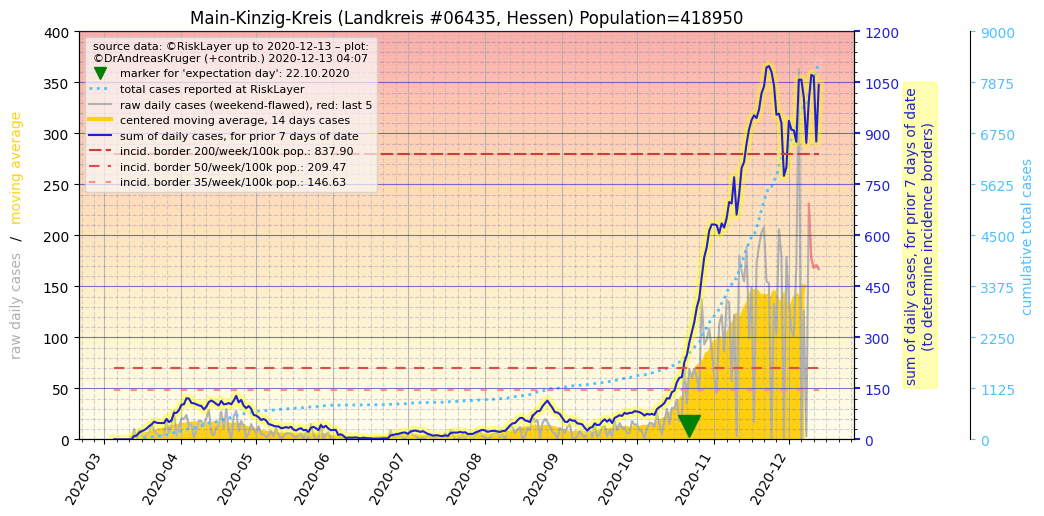 Main-Kinzig-Kreis (Landkreis #06435, Hessen) Population=418950
source data: ©RiskLayer up to 2020-12-13 – plot:
©DrAndreasKruger (+contrib.) 2020-12-13 04:07
marker for 'expectation day': 22.10.2020
total cases reported at RiskLayer
raw daily cases (weekend-flawed), red: last 5
centered moving average, 14 days cases
sum of daily cases, for prior 7 days of date
incid. border 200/week/100k pop.: 837.90
incid. border 50/week/100k pop.: 209.47
incid. border 35/week/100k pop.: 146.63
raw daily cases / moving average
400
350
300
250
200
150
100
50
0
1200
1050
900
750
600
450
300
150
0
sum of daily cases, for prior 7 days of date
(to determine incidence borders)
9000
7875
6750
5625
4500
3375
2250
1125
0
cumulative total cases
2020-03
2020-04
2020-05
2020-06
2020-07
2020-08
2020-09
2020-10
2020-11
2020-12